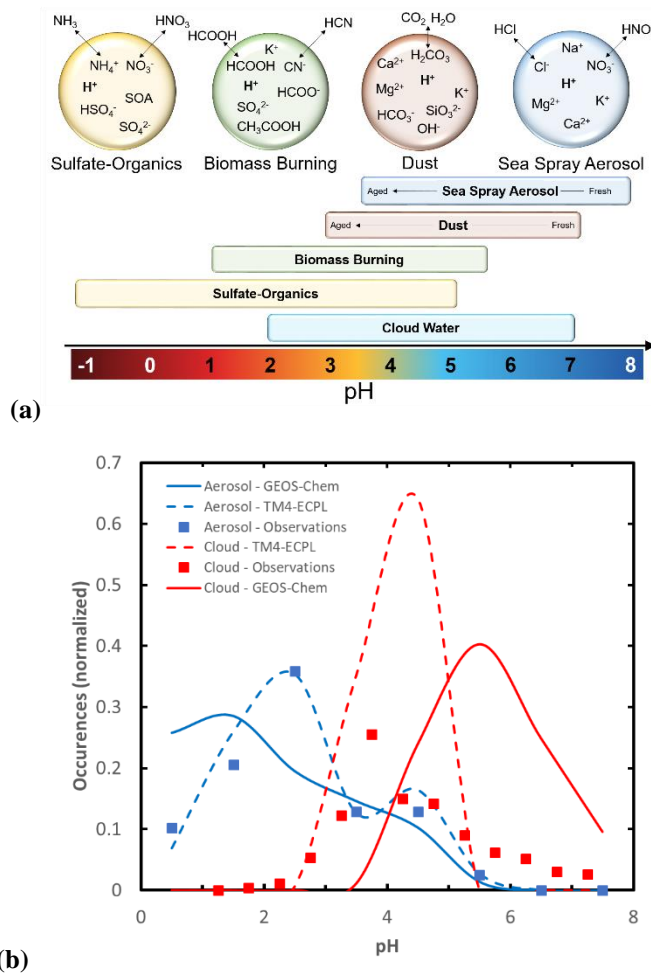 NH₃ HNO₃ HCOOH HCN CO₂ H₂O HCl HNO
NH₄⁺ NO₃⁻
H⁺
HSO₄⁻ SOA
SO₄²⁻
K⁺
HCOOH CN⁻
H⁺ HCOO⁻
SO₄²⁻
CH₃COOH
H₂CO₃
Ca²⁺
H⁺
Mg²⁺ K⁺
HCO₃⁻ SiO₃²⁻
OH⁻
Na⁺
Cl⁻ NO₃⁻
H⁺
Mg²⁺ K⁺
Ca²⁺
Sulfate-Organics Biomass Burning Dust Sea Spray Aerosol
Aged Sea Spray Aerosol Fresh
Aged Dust Fresh
Biomass Burning
Sulfate-Organics
Cloud Water
-1 0 1 2 3 4 5 6 7 8
pH
(a)
0.7
0.6
0.5
0.4
0.3
0.2
0.1
0
Occurences (normalized)
Aerosol - GEOS-Chem
Aerosol - TM4-ECPL
Aerosol - Observations
Cloud - TM4-ECPL
Cloud - Observations
Cloud - GEOS-Chem
0 2 4 6 8
pH
(b)